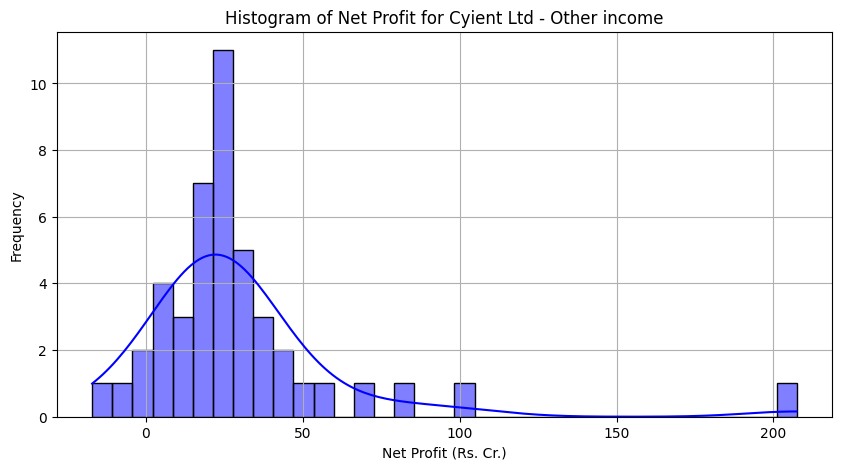 Histogram of Net Profit for Cyient Ltd - Other income
Frequency
10
8
6
4
2
0
0 50 100 150 200
Net Profit (Rs. Cr.)